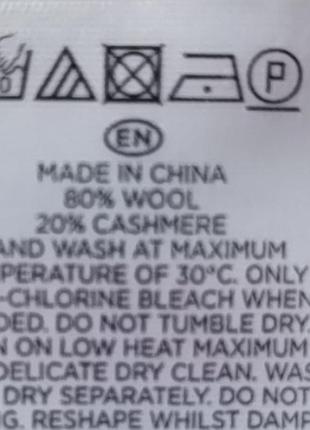 P
EN
MADE IN CHINA
80% WOOL
20% CASHMERE
AND WASH AT MAXIMUM
PERATURE OF 30°C. ONLY
-CHLORINE BLEACH WHEN
DED. DO NOT TUMBLE DRY.
N ON LOW HEAT MAXIMUM
DELICATE DRY CLEAN. WAS
DRY SEPARATELY. DO NOT
NG. RESHAPE WHILST DAMP